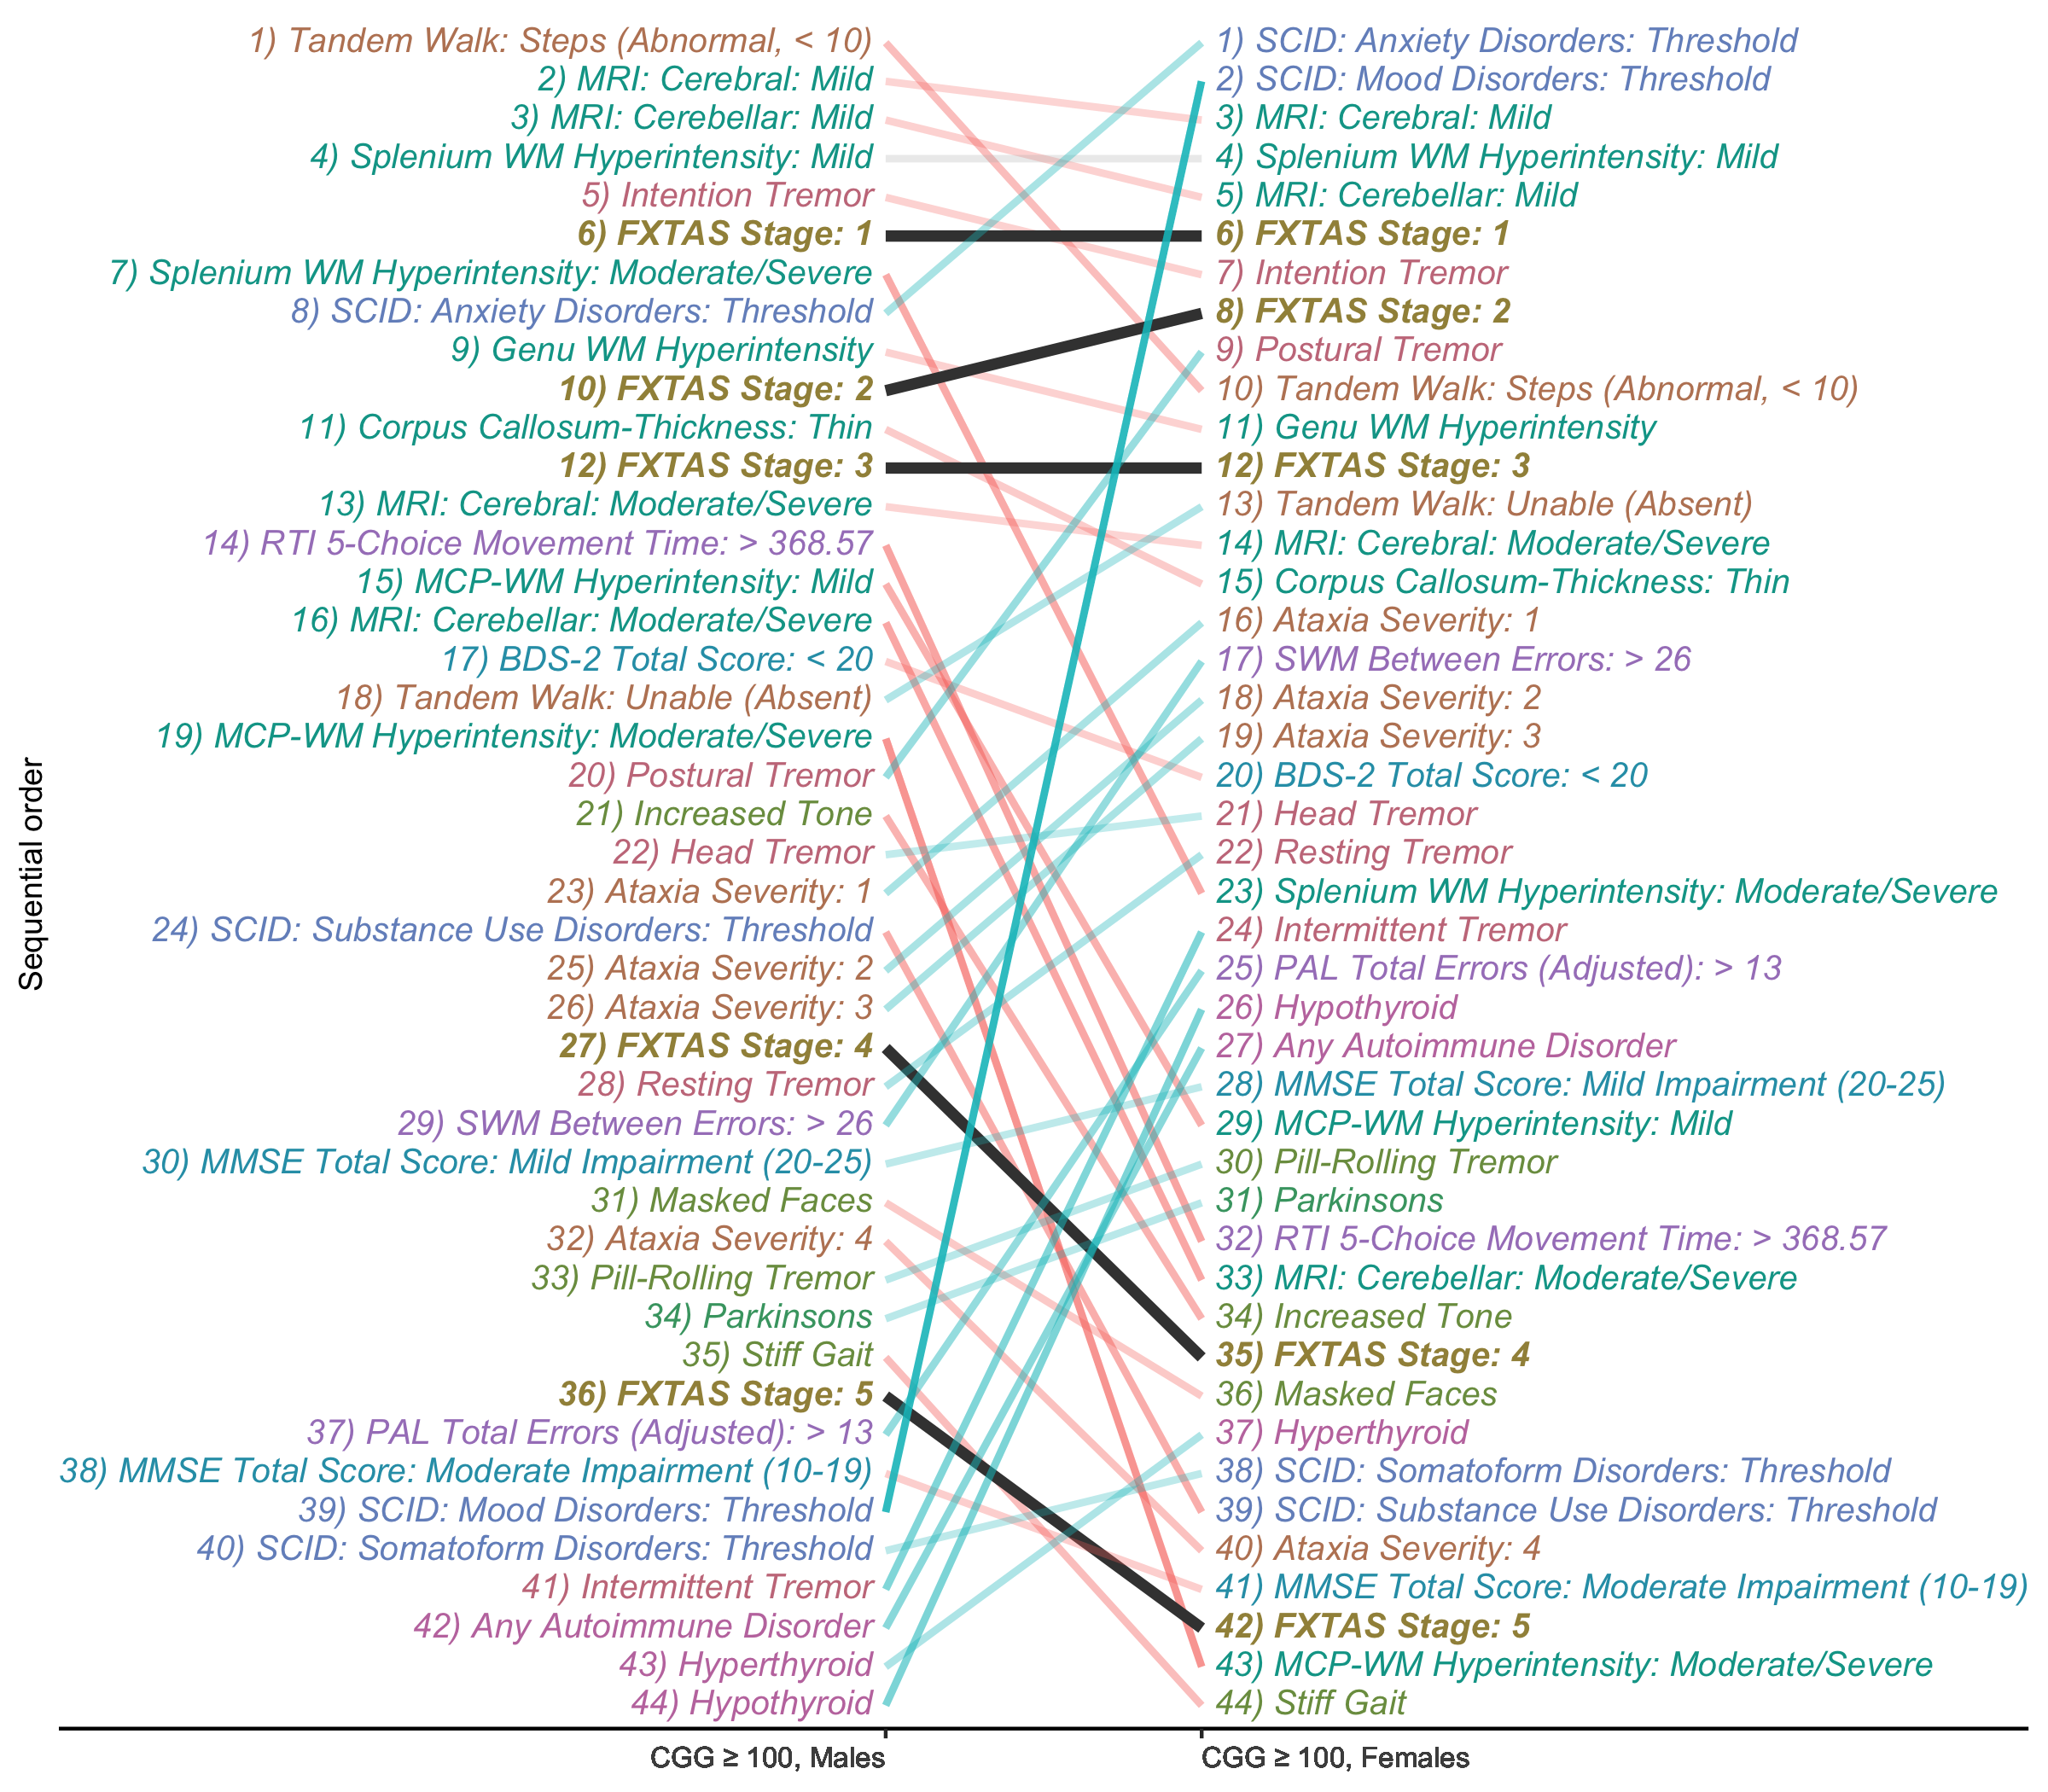 Sequential order
1) Tandem Walk: Steps (Abnormal, < 10)
2) MRI: Cerebral: Mild
3) MRI: Cerebellar: Mild
4) Splenium WM Hyperintensity: Mild
5) Intention Tremor
6) FXTAS Stage: 1
7) Splenium WM Hyperintensity: Moderate/Severe
8) SCID: Anxiety Disorders: Threshold
9) Genu WM Hyperintensity
10) FXTAS Stage: 2
11) Corpus Callosum-Thickness: Thin
12) FXTAS Stage: 3
13) MRI: Cerebral: Moderate/Severe
14) RTI 5-Choice Movement Time: > 368.57
15) MCP-WM Hyperintensity: Mild
16) MRI: Cerebellar: Moderate/Severe
17) BDS-2 Total Score: < 20
18) Tandem Walk: Unable (Absent)
19) MCP-WM Hyperintensity: Moderate/Severe
20) Postural Tremor
21) Increased Tone
22) Head Tremor
23) Ataxia Severity: 1
24) SCID: Substance Use Disorders: Threshold
25) Ataxia Severity: 2
26) Ataxia Severity: 3
27) FXTAS Stage: 4
28) Resting Tremor
29) SWM Between Errors: > 26
30) MMSE Total Score: Mild Impairment (20-25)
31) Masked Faces
32) Ataxia Severity: 4
33) Pill-Rolling Tremor
34) Parkinsons
35) Stiff Gait
36) FXTAS Stage: 5
37) PAL Total Errors (Adjusted): > 13
38) MMSE Total Score: Moderate Impairment (10-19)
39) SCID: Mood Disorders: Threshold
40) SCID: Somatoform Disorders: Threshold
41) Intermittent Tremor
42) Any Autoimmune Disorder
43) Hyperthyroid
44) Hypothyroid
1) SCID: Anxiety Disorders: Threshold
2) SCID: Mood Disorders: Threshold
3) MRI: Cerebral: Mild
4) Splenium WM Hyperintensity: Mild
5) MRI: Cerebellar: Mild
6) FXTAS Stage: 1
7) Intention Tremor
8) FXTAS Stage: 2
9) Postural Tremor
10) Tandem Walk: Steps (Abnormal, < 10)
11) Genu WM Hyperintensity
12) FXTAS Stage: 3
13) Tandem Walk: Unable (Absent)
14) MRI: Cerebral: Moderate/Severe
15) Corpus Callosum-Thickness: Thin
16) Ataxia Severity: 1
17) SWM Between Errors: > 26
18) Ataxia Severity: 2
19) Ataxia Severity: 3
20) BDS-2 Total Score: < 20
21) Head Tremor
22) Resting Tremor
23) Splenium WM Hyperintensity: Moderate/Severe
24) Intermittent Tremor
25) PAL Total Errors (Adjusted): > 13
26) Hypothyroid
27) Any Autoimmune Disorder
28) MMSE Total Score: Mild Impairment (20-25)
29) MCP-WM Hyperintensity: Mild
30) Pill-Rolling Tremor
31) Parkinsons
32) RTI 5-Choice Movement Time: > 368.57
33) MRI: Cerebellar: Moderate/Severe
34) Increased Tone
35) FXTAS Stage: 4
36) Masked Faces
37) Hyperthyroid
38) SCID: Somatoform Disorders: Threshold
39) SCID: Substance Use Disorders: Threshold
40) Ataxia Severity: 4
41) MMSE Total Score: Moderate Impairment (10-19)
42) FXTAS Stage: 5
43) MCP-WM Hyperintensity: Moderate/Severe
44) Stiff Gait
CGG ≥ 100, Males
CGG ≥ 100, Females